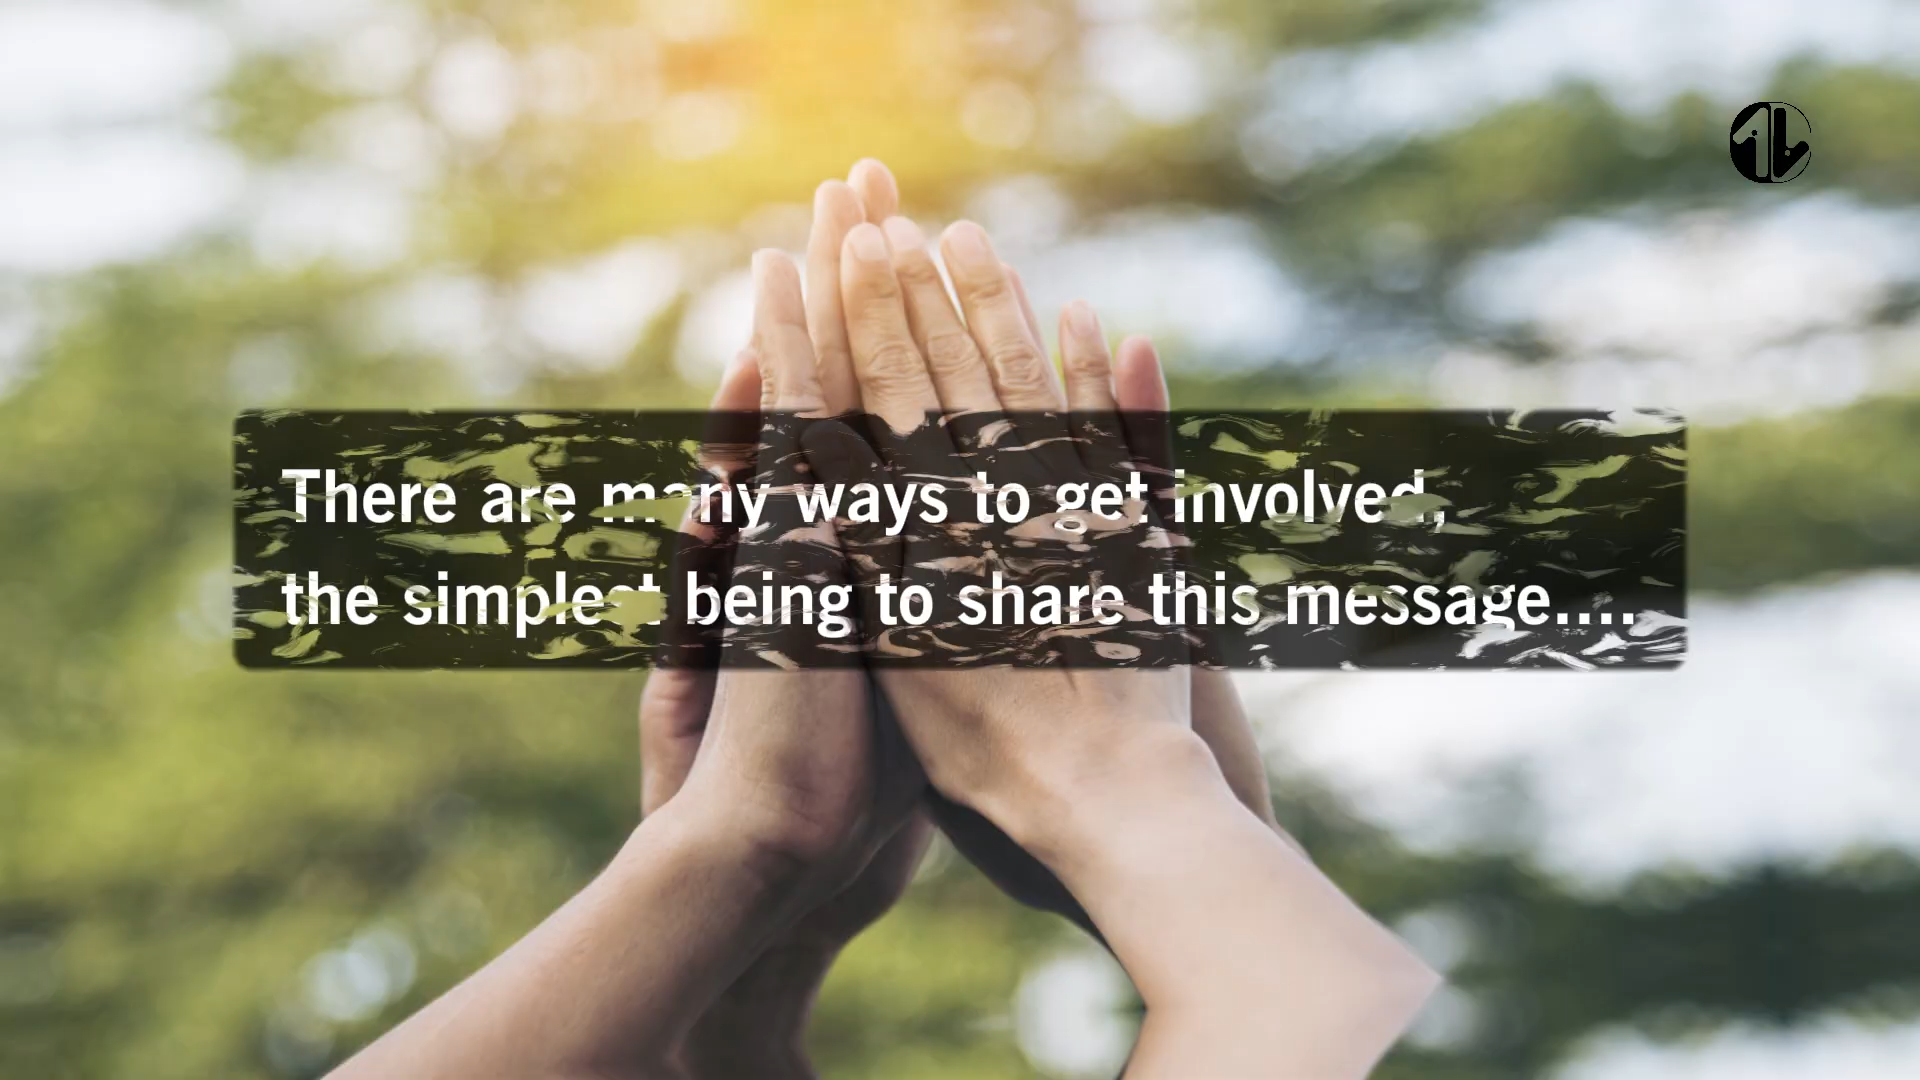 There are many ways to get involved,
the simplest being to share this message....